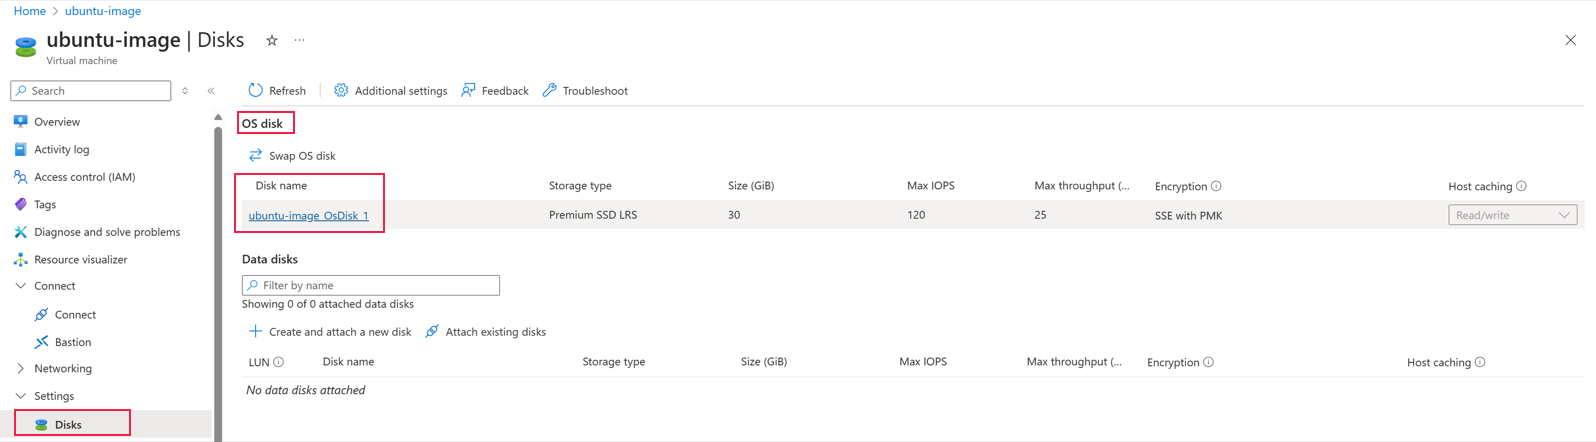 Home > ubuntu-image
ubuntu-image | Disks
Virtual machine
Search
Refresh
Additional settings
Feedback
Troubleshoot
Overview
Activity log
Access control (IAM)
Tags
Diagnose and solve problems
Resource visualizer
Connect
Connect
Bastion
Networking
Settings
Disks
OS disk
Swap OS disk
Disk name Storage type Size (GiB) Max IOPS Max throughput (... Encryption Host caching
ubuntu-image_OsDisk_1 Premium SSD LRS 30 120 25 SSE with PMK Read/write
Data disks
Filter by name
Showing 0 of 0 attached data disks
Create and attach a new disk Attach existing disks
LUN Disk name Storage type Size (GiB) Max IOPS Max throughput (... Encryption Host caching
No data disks attached